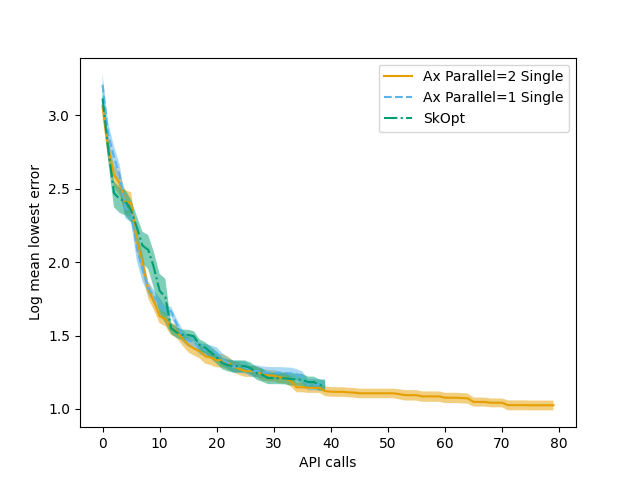 Ax Parallel=2 Single
Ax Parallel=1 Single
SkOpt
3.0
2.5
2.0
1.5
1.0
Log mean lowest error
0 10 20 30 40 50 60 70 80
API calls